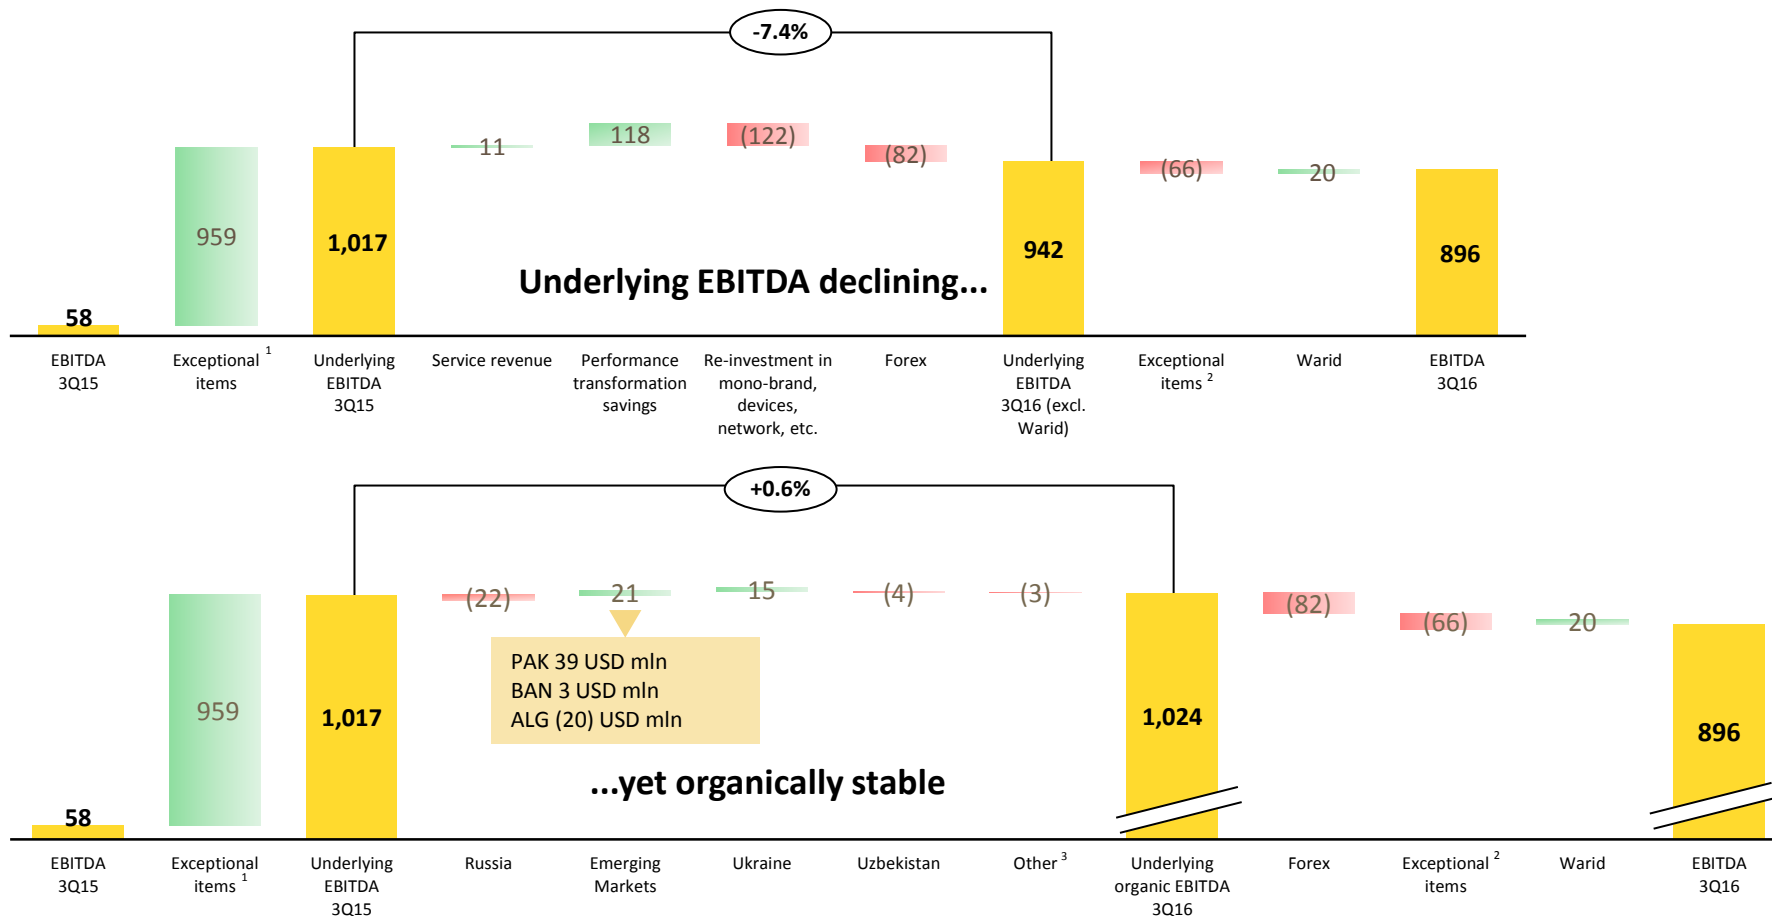 -7.4%
959
1,017
11
118
(122)
(82)
942
(66)
20
896
58
Underlying EBITDA declining...
EBITDA
3Q15
Exceptional 1
items
Underlying
EBITDA
3Q15
Service revenue
Performance
transformation
savings
Re-investment in
mono-brand,
devices,
network, etc.
Forex
Underlying
EBITDA
3Q16 (excl.
Warid)
Exceptional
items 2
Warid
EBITDA
3Q16
+0.6%
959
1,017
(22)
21
15
(4)
(3)
1,024
(82)
(66)
20
896
58
PAK 39 USD mln
BAN 3 USD mln
ALG (20) USD mln
...yet organically stable
EBITDA
3Q15
Exceptional
items 1
Underlying
EBITDA
3Q15
Russia
Emerging
Markets
Ukraine
Uzbekistan
Other 3
Underlying
organic EBITDA
3Q16
Forex
Exceptional 2
items
Warid
EBITDA
3Q16